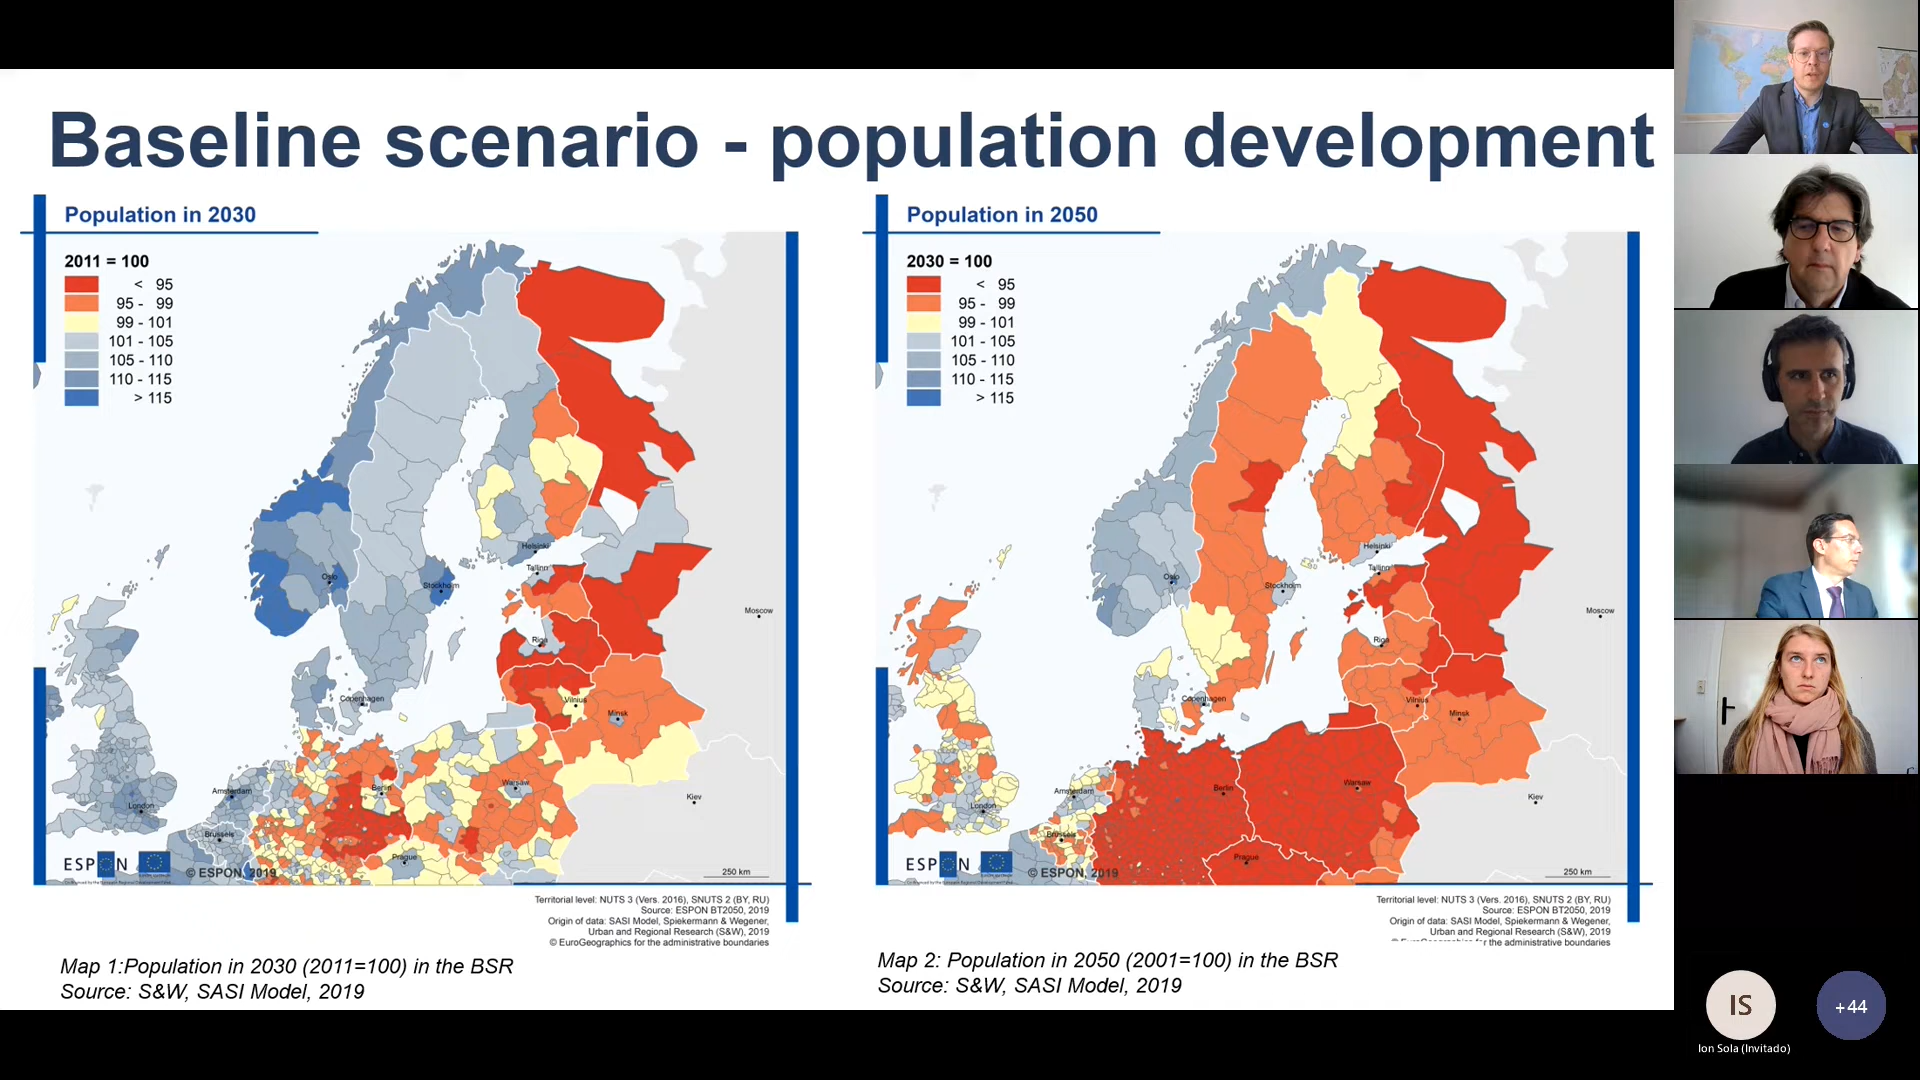 Baseline scenario - population development
Population in 2030
2011 = 100
< 95
95 - 99
99 - 101
101 - 105
105 - 110
110 - 115
> 115
Helsinki
Oslo
Tallinn
Stockholm
Moscow
Riga
Copenhagen
Vilnius
Minsk
Warsaw
Berlin
Amsterdam
Kiev
London
Brussels
Prague
ESPON
© ESPON, 2019
250 km
Territorial level: NUTS 3 (Vers. 2016), SNUTS 2 (BY, RU)
Source: ESPON BT2050, 2019
Origin of data: SASI Model, Spiekermann & Wegener,
Urban and Regional Research (S&W), 2019
© EuroGeographics for the administrative boundaries
Map 1:Population in 2030 (2011=100) in the BSR
Source: S&W, SASI Model, 2019
Population in 2050
2030 = 100
< 95
95 - 99
99 - 101
101 - 105
105 - 110
110 - 115
> 115
Helsinki
Oslo
Tallinn
Stockholm
Moscow
Riga
Copenhagen
Vilnius
Minsk
Warsaw
Berlin
Amsterdam
Kiev
London
Brussels
Prague
ESPON
© ESPON, 2019
250 km
Territorial level: NUTS 3 (Vers. 2016), SNUTS 2 (BY, RU)
Source: ESPON BT2050, 2019
Origin of data: SASI Model, Spiekermann & Wegener,
Urban and Regional Research (S&W), 2019
the administrative boundaries
Map 2: Population in 2050 (2001=100) in the BSR
Source: S&W, SASI Model, 2019
IS
+44
Ion Sola (Invitado)